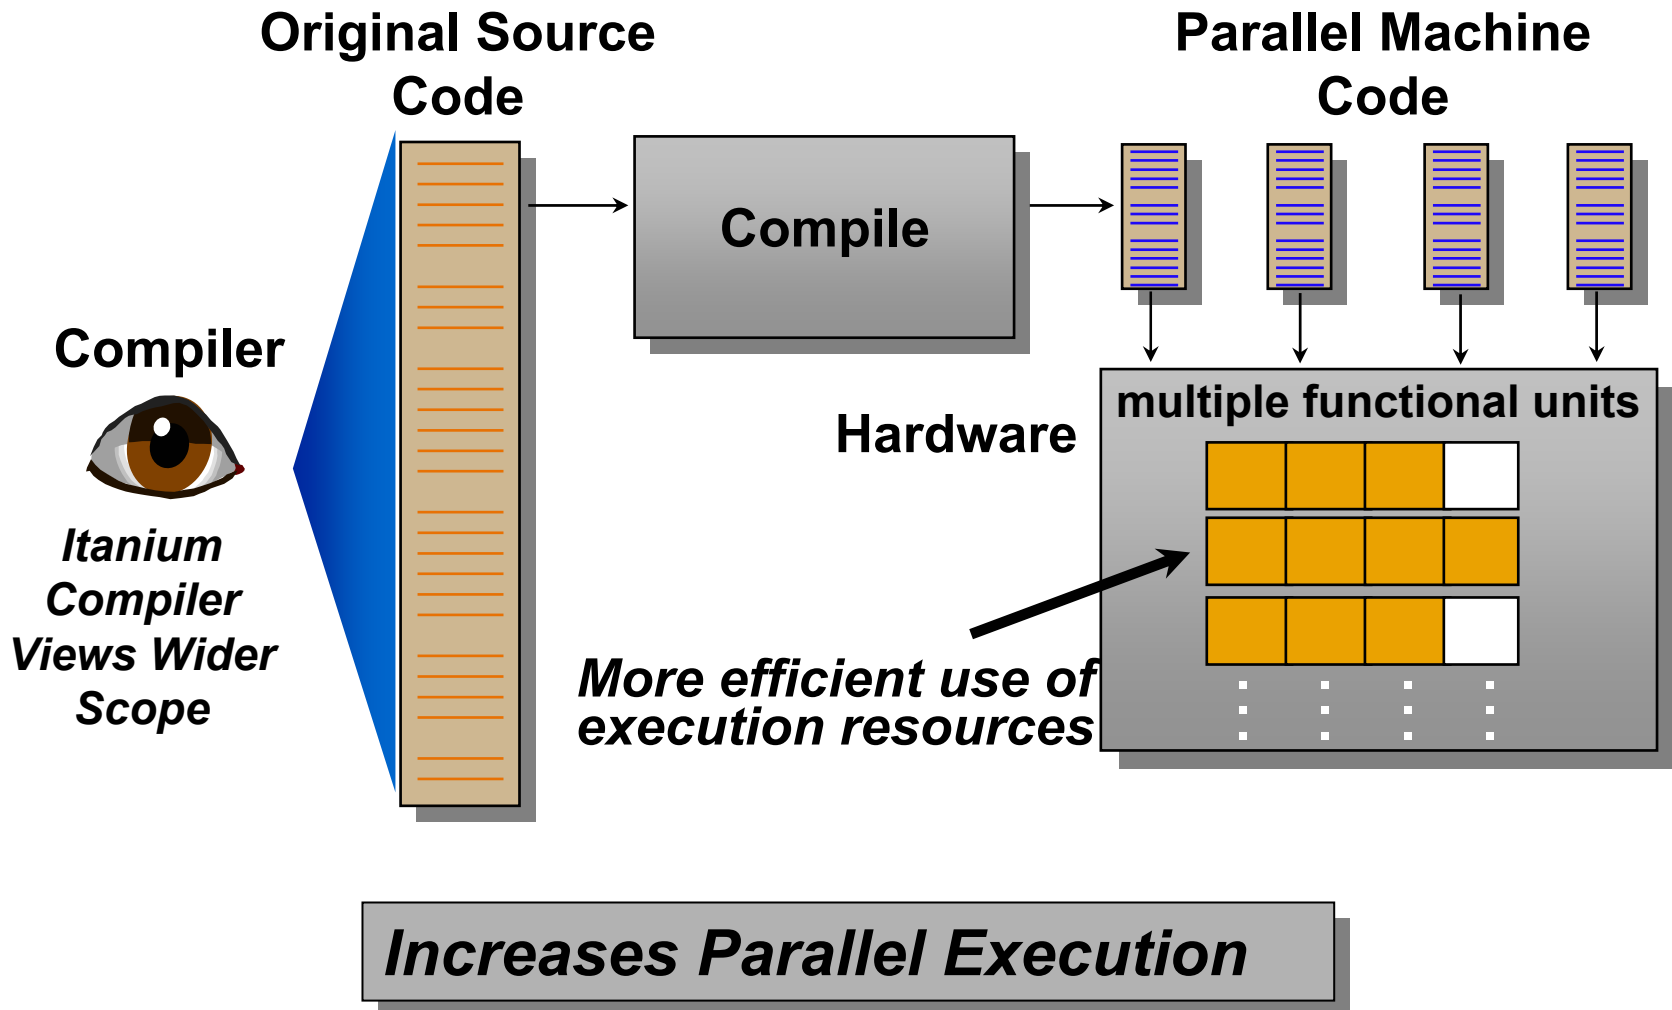 Original Source
Code
Parallel Machine
Code
Compile
Compiler
Itanium
Compiler
Views Wider
Scope
Hardware
multiple functional units
More efficient use of
execution resources
Increases Parallel Execution